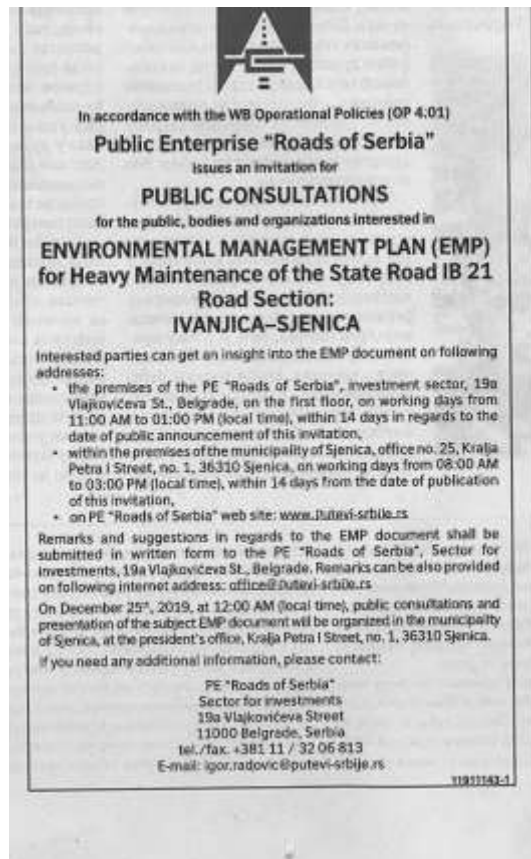 In accordance with the WB Operational Policies (OP 4.01)
Public Enterprise "Roads of Serbia"
issues an invitation for
PUBLIC CONSULTATIONS
for the public, bodies and organizations interested in
ENVIRONMENTAL MANAGEMENT PLAN (EMP)
for Heavy Maintenance of the State Road IB 21
Road Section:
IVANJICA–SJENICA
Interested parties can get an insight into the EMP document on following
addresses:
• the premises of the PE "Roads of Serbia", investment sector, 19a
Vlajkovićeva St., Belgrade, on the first floor, on working days from
11:00 AM to 01:00 PM (local time), within 14 days in regards to the
date of public announcement of this invitation,
• within the premises of the municipality of Sjenica, office no. 25, Kralja
Petra I Street, no. 1, 36310 Sjenica, on working days from 08:00 AM
to 03:00 PM (local time), within 14 days from the date of publication
of this invitation,
• on PE "Roads of Serbia" web site: www.putevi-srbije.rs
Remarks and suggestions in regards to the EMP document shall be
submitted in written form to the PE "Roads of Serbia", Sector for
investments, 19a Vlajkovićeva St., Belgrade. Remarks can be also provided
on following internet address: office@putevi-srbije.rs
On December 25th, 2019, at 12:00 AM (local time), public consultations and
presentation of the subject EMP document will be organized in the municipality
of Sjenica, at the president's office, Kralja Petra I Street, no. 1, 36310 Sjenica.
If you need any additional information, please contact:
PE "Roads of Serbia"
Sector for investments
19a Vlajkovićeva Street
11000 Belgrade, Serbia
tel./fax. +381 11 / 32 06 813
E-mail: igor.radovic@putevi-srbije.rs
11911143-1